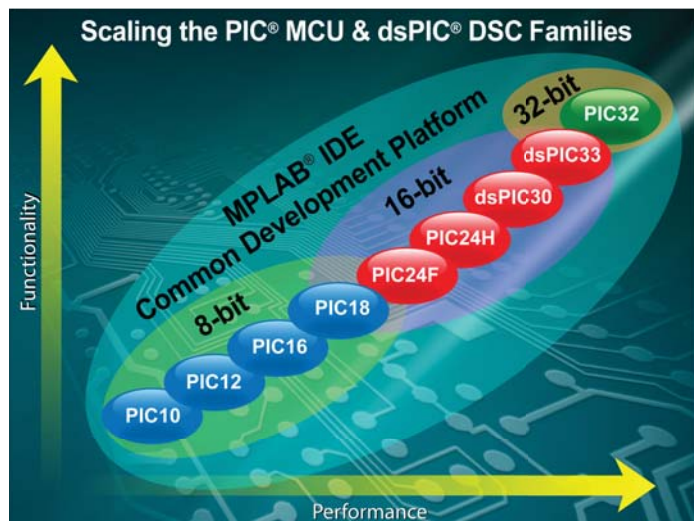 Scaling the PIC® MCU & dsPIC® DSC Families
MPLAB® IDE
Common Development Platform
32-bit
PIC32
dsPIC33
16-bit
dsPIC30
PIC24H
PIC24F
8-bit
PIC18
PIC16
PIC12
PIC10
Functionality
Performance